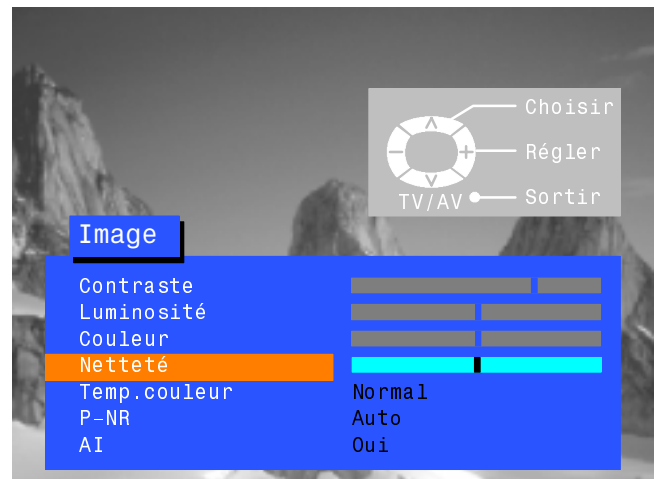 Choisir
Régler
TV/AV Sortir
Image
Contraste
Luminosité
Couleur
Netteté
Temp.couleur Normal
P-NR Auto
AI Oui